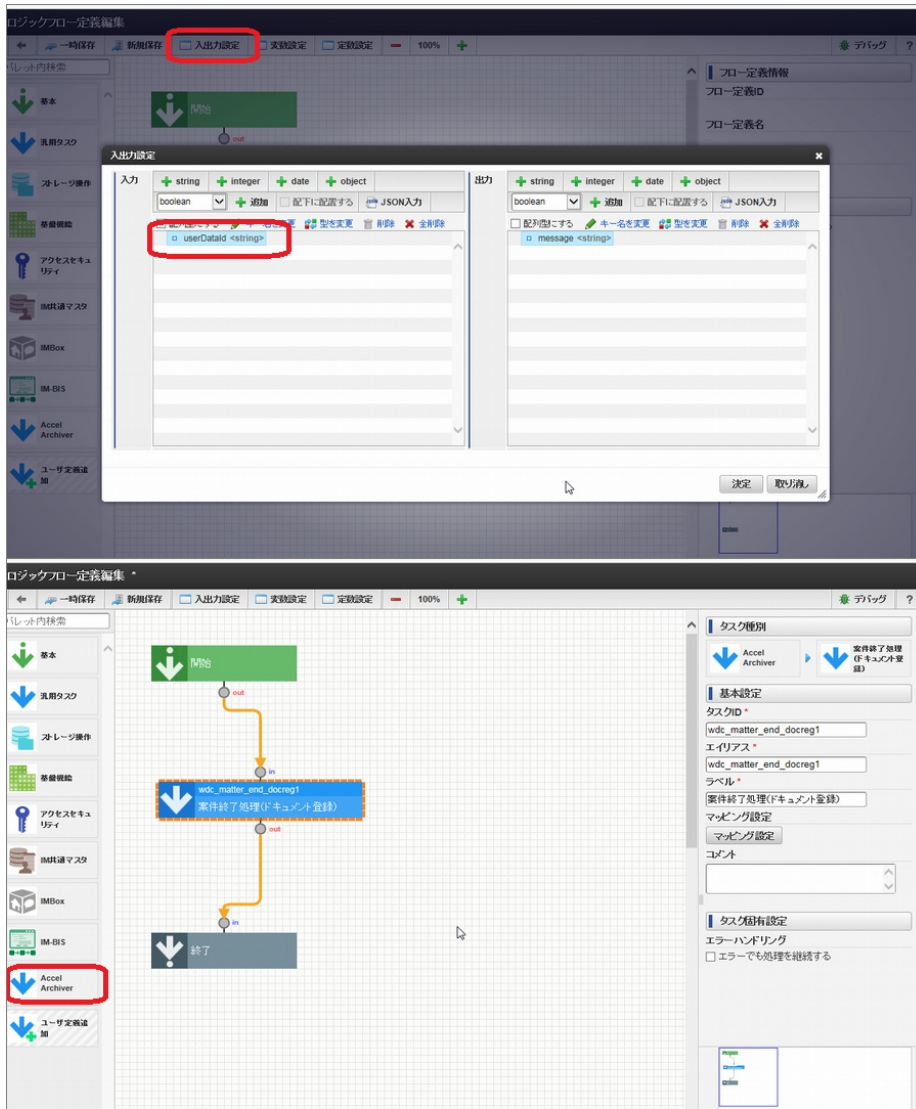 ロジックフロー定義編集
一時保存 新規保存 入出力設定 変数設定 定数設定 100% デバッグ ?
パレット内検索
フロー定義情報
フロー定義ID
フロー定義名
基本
開始
out
汎用タスク
ストレージ操作
基盤機能
アクセスセキュ
リティ
IM共通マスタ
IMBox
IM-BIS
Accel
Archiver
ユーザ定義追
加
入出力設定
入力
string integer date object
boolean 追加 配下に配置する JSON入力
配列型にする キー名を変更 型を変更 削除 全削除
userDataId <string>
出力
string integer date object
boolean 追加 配下に配置する JSON入力
配列型にする キー名を変更 型を変更 削除 全削除
message <string>
決定 取り消し
ロジックフロー定義編集 *
一時保存 新規保存 入出力設定 変数設定 定数設定 100% デバッグ ?
パレット内検索
基本
汎用タスク
ストレージ操作
基盤機能
アクセスセキュ
リティ
IM共通マスタ
IMBox
IM-BIS
Accel
Archiver
ユーザ定義追
加
開始
out
in
wdc_matter_end_docreg1
案件終了処理(ドキュメント登録)
out
in
終了
タスク種別
Accel
Archiver
案件終了処理
(ドキュメント登
録)
基本設定
タスクID *
wdc_matter_end_docreg1
エイリアス *
wdc_matter_end_docreg1
ラベル *
案件終了処理(ドキュメント登録)
マッピング設定
マッピング設定
コメント
タスク固有設定
エラーハンドリング
エラーでも処理を継続する